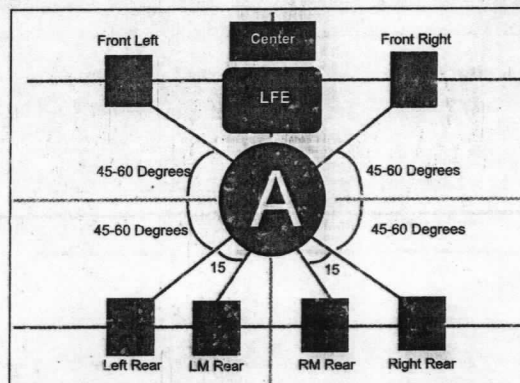 Center
Front Left
Front Right
LFE
A
45-60 Degrees
45-60 Degrees
45-60 Degrees
45-60 Degrees
15
15
Left Rear
LM Rear
RM Rear
Right Rear